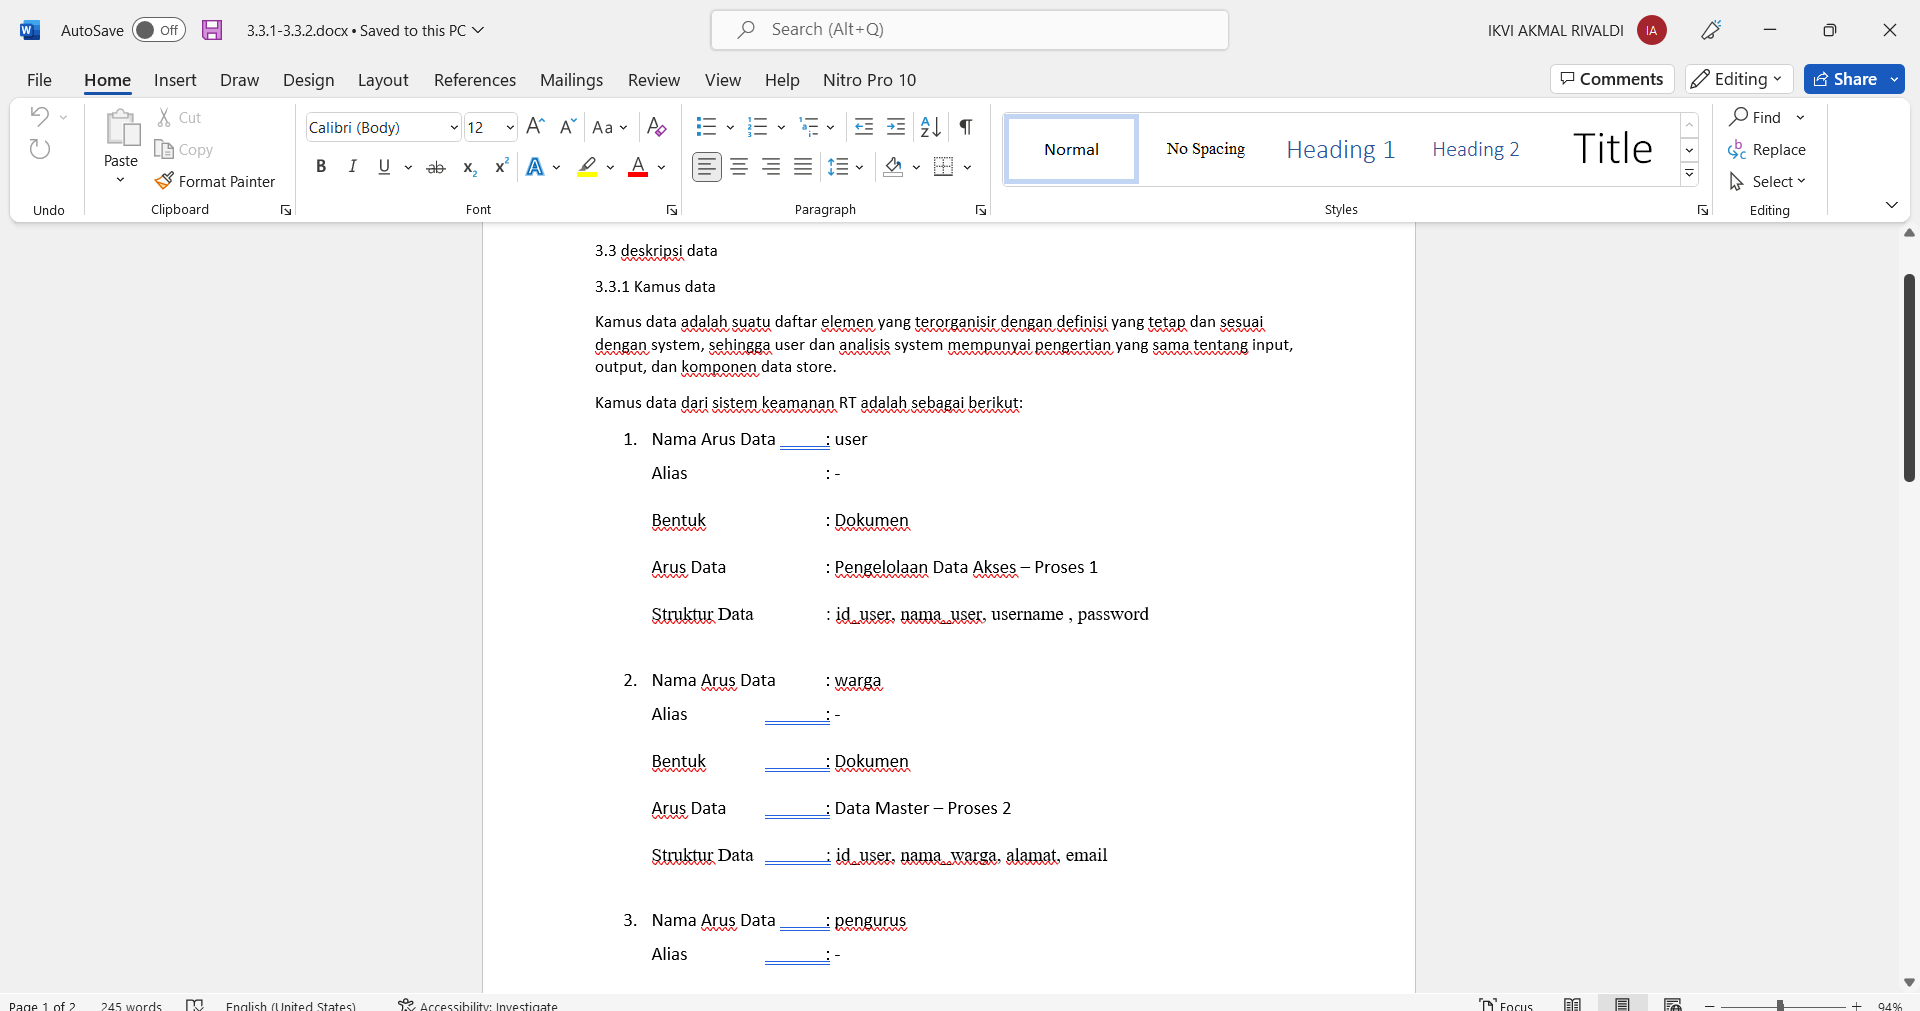 AutoSave Off 3.3.1-3.3.2.docx • Saved to this PC Search (Alt+Q) IKVI AKMAL RIVALDI IA
File Home Insert Draw Design Layout References Mailings Review View Help Nitro Pro 10 Comments Editing Share
Paste Cut Copy Format Painter
Calibri (Body) 12
Normal No Spacing Heading 1 Heading 2 Title
Find Replace Select
Undo Clipboard Font Paragraph Styles Editing
3.3 deskripsi data
3.3.1 Kamus data
Kamus data adalah suatu daftar elemen yang terorganisir dengan definisi yang tetap dan sesuai
dengan system, sehingga user dan analisis system mempunyai pengertian yang sama tentang input,
output, dan komponen data store.
Kamus data dari sistem keamanan RT adalah sebagai berikut:
1. Nama Arus Data : user
Alias : -
Bentuk : Dokumen
Arus Data : Pengelolaan Data Akses – Proses 1
Struktur Data : id_user, nama_user, username , password
2. Nama Arus Data : warga
Alias : -
Bentuk : Dokumen
Arus Data : Data Master – Proses 2
Struktur Data : id_user, nama_warga, alamat, email
3. Nama Arus Data : pengurus
Alias : -
Page 1 of 2 245 words English (United States) Accessibility: Investigate Focus 94%